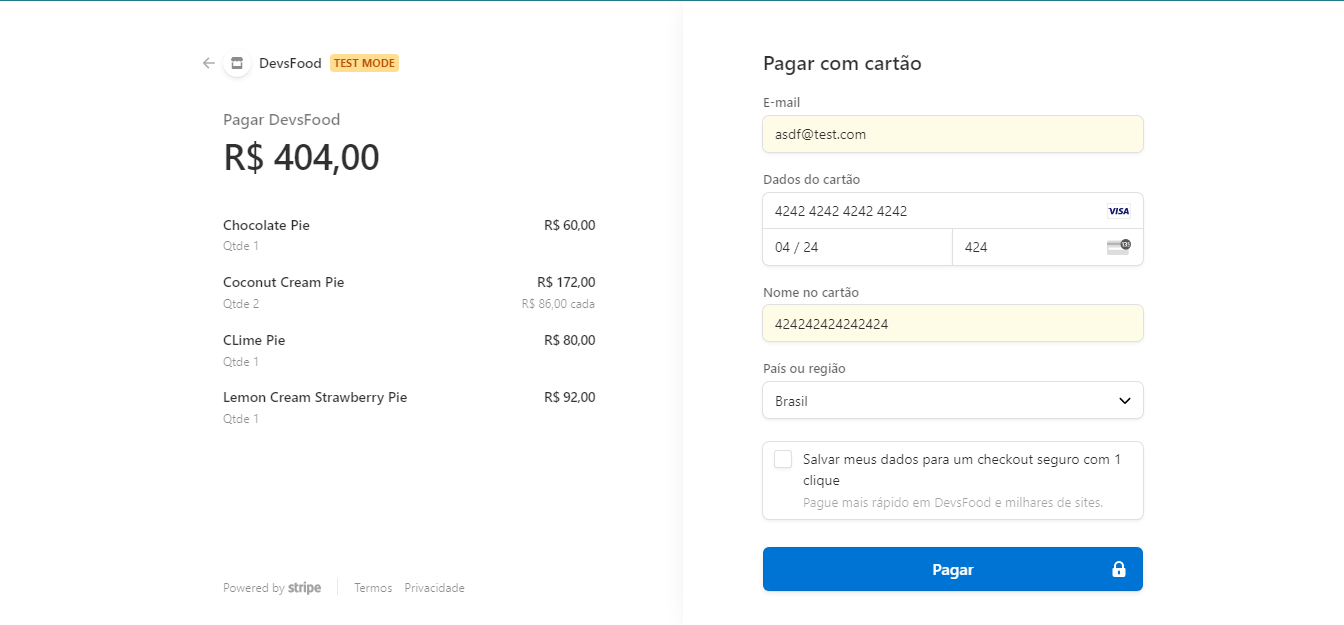 DevsFood TEST MODE
Pagar DevsFood
R$ 404,00
Chocolate Pie R$ 60,00
Qtde 1
Coconut Cream Pie R$ 172,00
Qtde 2 R$ 86,00 cada
CLime Pie R$ 80,00
Qtde 1
Lemon Cream Strawberry Pie R$ 92,00
Qtde 1
Powered by stripe Termos Privacidade
Pagar com cartão
E-mail
asdf@test.com
Dados do cartão
4242 4242 4242 4242 VISA
04 / 24 424 135
Nome no cartão
424242424242424
País ou região
Brasil
Salvar meus dados para um checkout seguro com 1
clique
Pague mais rápido em DevsFood e milhares de sites.
Pagar